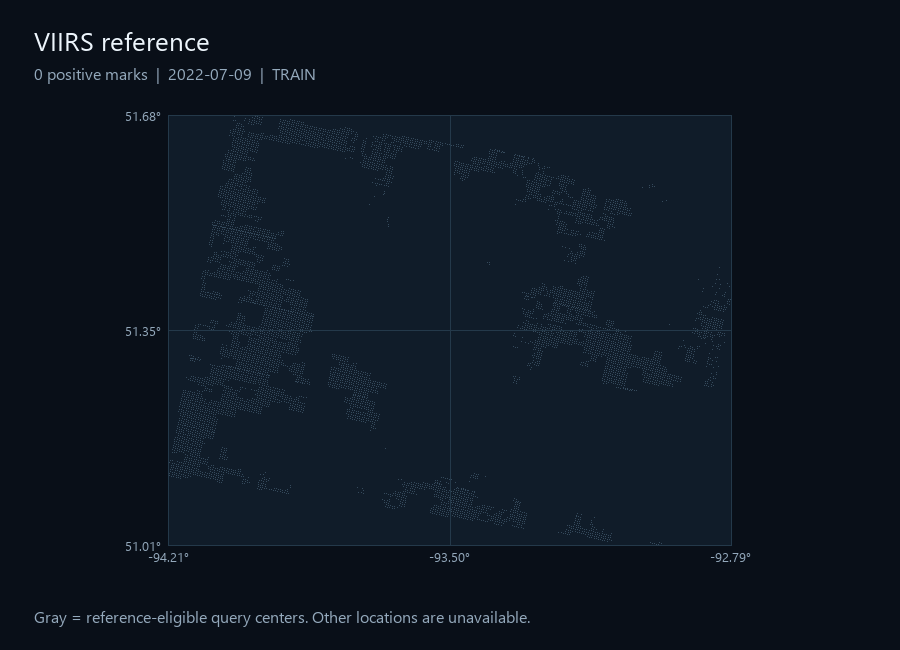 VIIRS reference
0 positive marks | 2022-07-09 | TRAIN
51.68°
51.35°
51.01°
-94.21°
-93.50°
-92.79°
Gray = reference-eligible query centers. Other locations are unavailable.